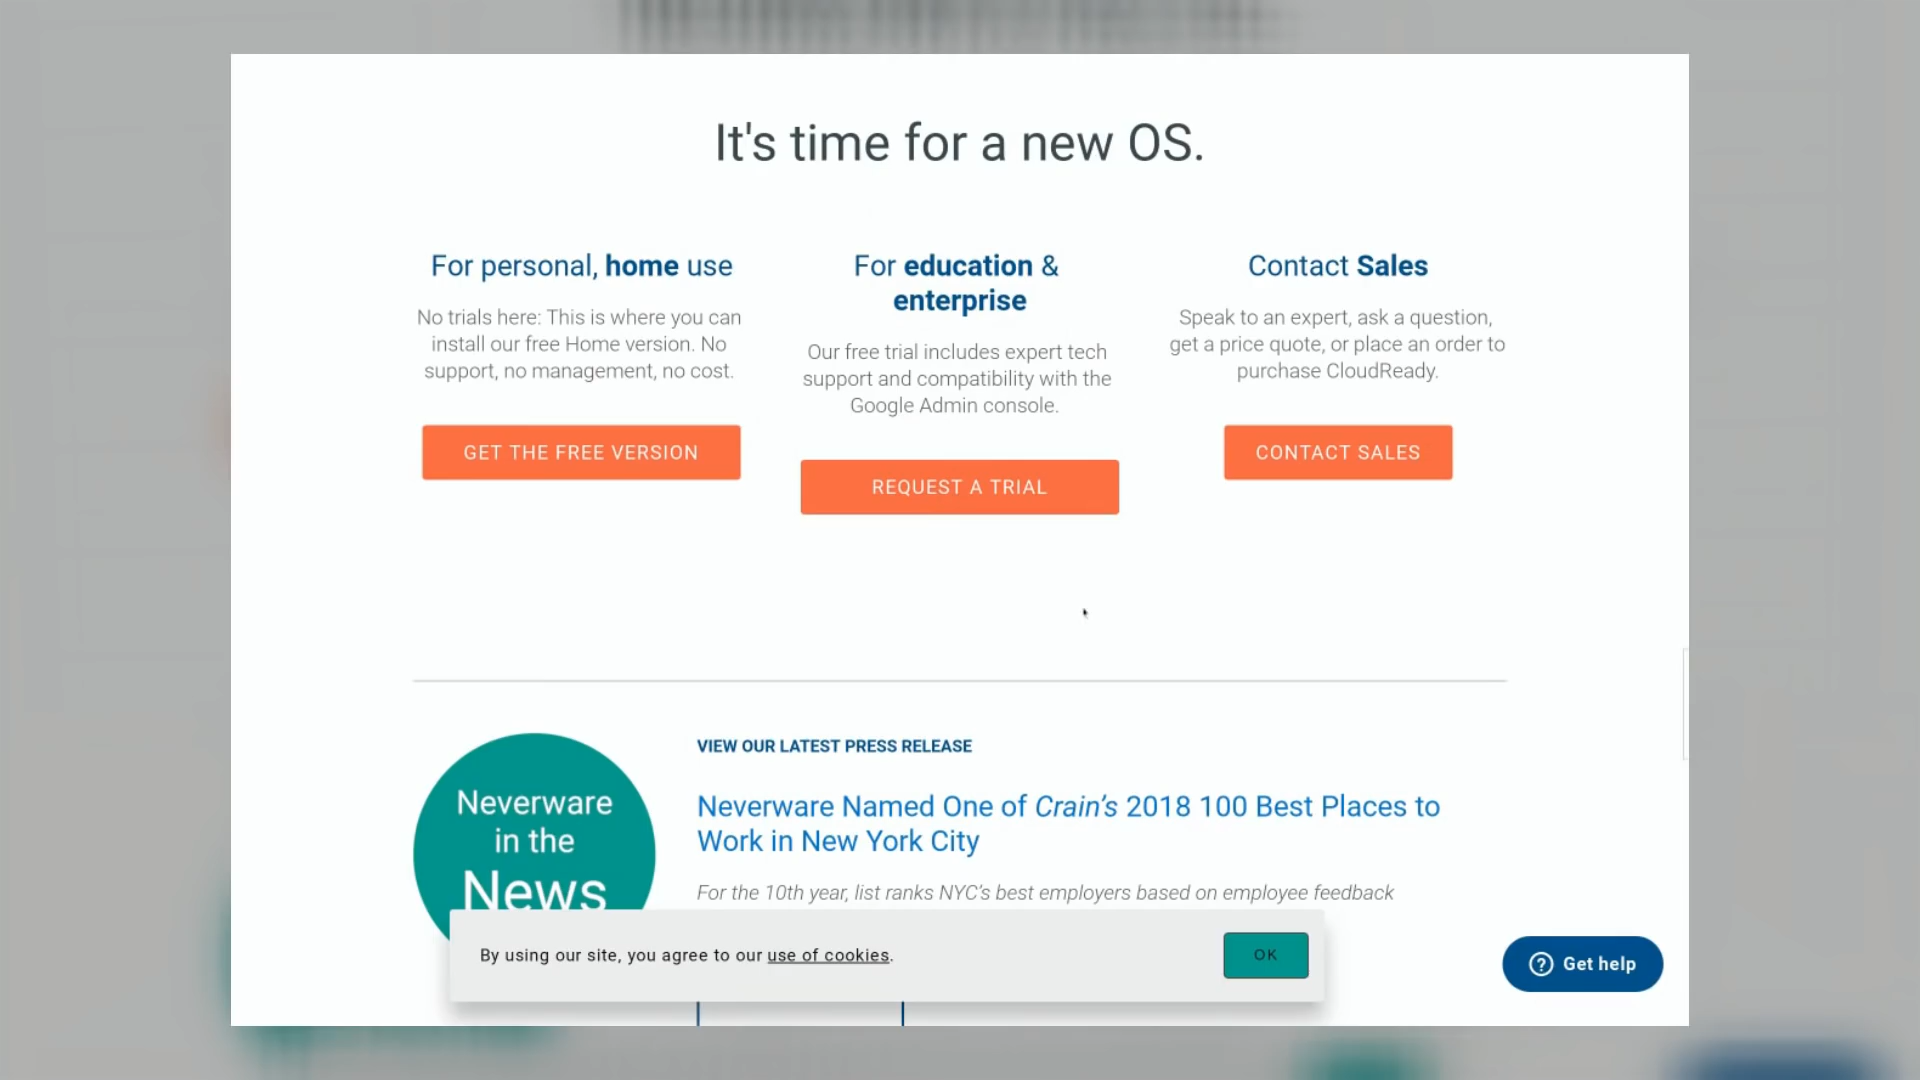 It's time for a new OS.
For personal, home use
No trials here: This is where you can
install our free Home version. No
support, no management, no cost.
GET THE FREE VERSION
For education &
enterprise
Our free trial includes expert tech
support and compatibility with the
Google Admin console.
REQUEST A TRIAL
Contact Sales
Speak to an expert, ask a question,
get a price quote, or place an order to
purchase CloudReady.
CONTACT SALES
Neverware
in the
News
VIEW OUR LATEST PRESS RELEASE
Neverware Named One of Crain’s 2018 100 Best Places to
Work in New York City
For the 10th year, list ranks NYC’s best employers based on employee feedback
By using our site, you agree to our use of cookies.
OK
Get help